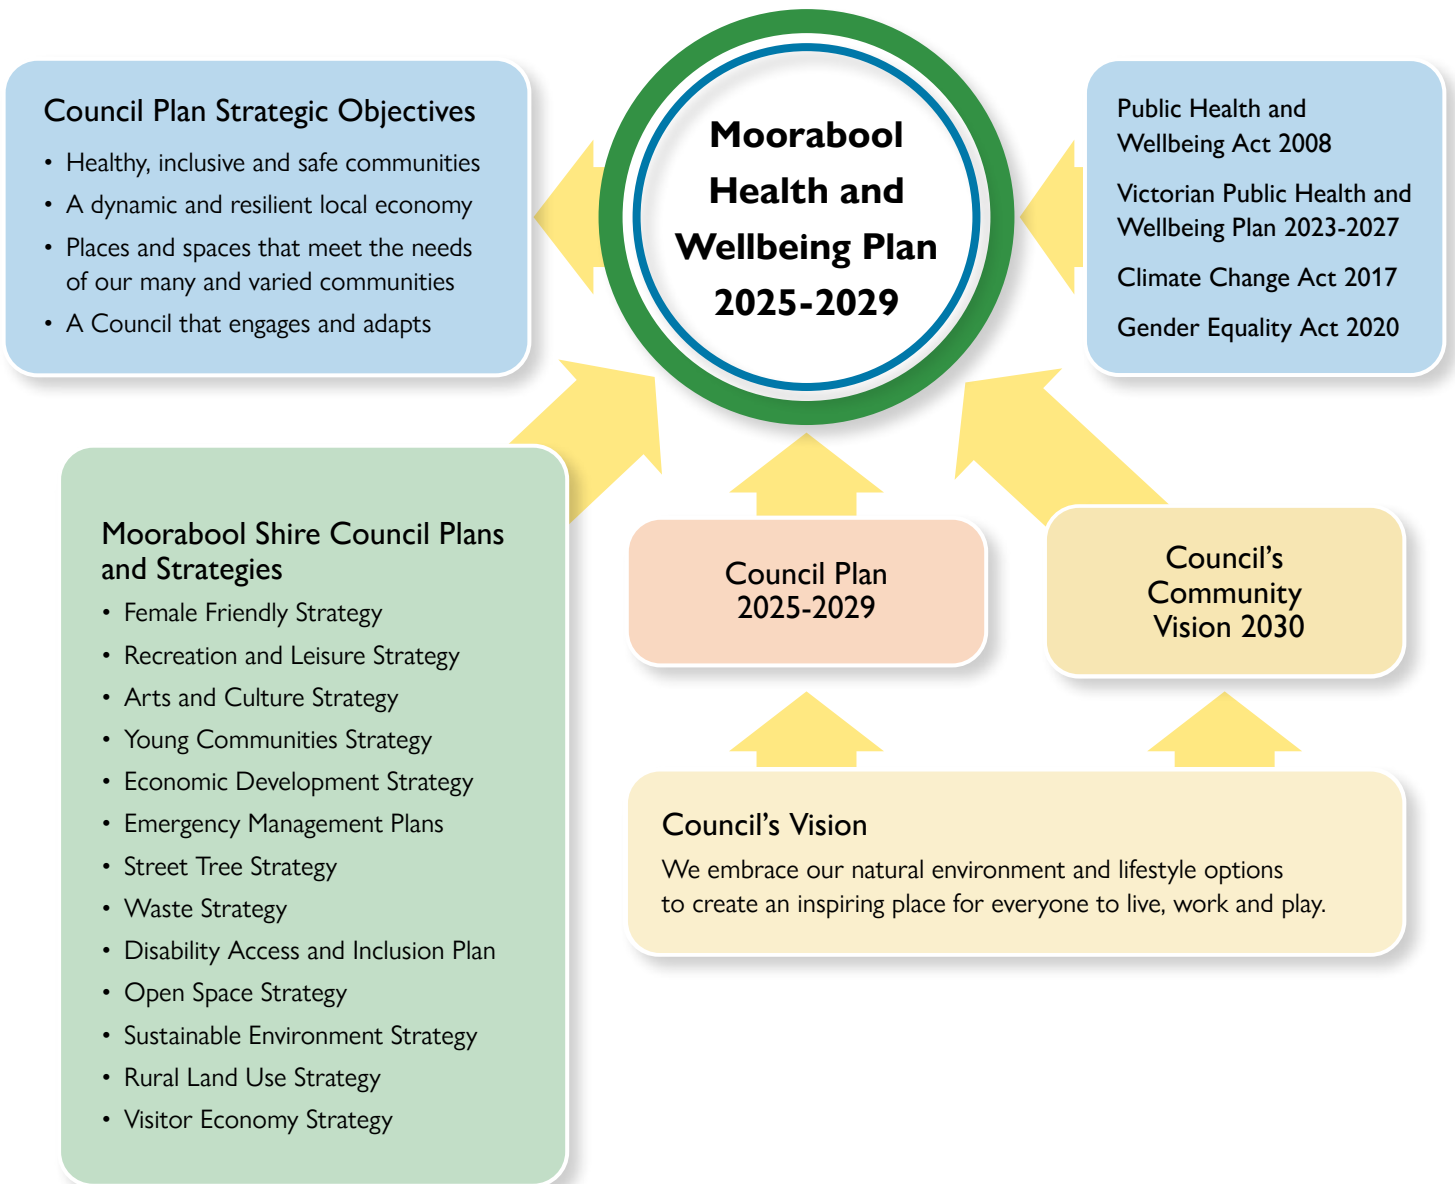 Council Plan Strategic Objectives
• Healthy, inclusive and safe communities
• A dynamic and resilient local economy
• Places and spaces that meet the needs
of our many and varied communities
• A Council that engages and adapts
Moorabool
Health and
Wellbeing Plan
2025-2029
Public Health and
Wellbeing Act 2008
Victorian Public Health and
Wellbeing Plan 2023-2027
Climate Change Act 2017
Gender Equality Act 2020
Moorabool Shire Council Plans
and Strategies
• Female Friendly Strategy
• Recreation and Leisure Strategy
• Arts and Culture Strategy
• Young Communities Strategy
• Economic Development Strategy
• Emergency Management Plans
• Street Tree Strategy
• Waste Strategy
• Disability Access and Inclusion Plan
• Open Space Strategy
• Sustainable Environment Strategy
• Rural Land Use Strategy
• Visitor Economy Strategy
Council Plan
2025-2029
Council's
Community
Vision 2030
Council's Vision
We embrace our natural environment and lifestyle options
to create an inspiring place for everyone to live, work and play.